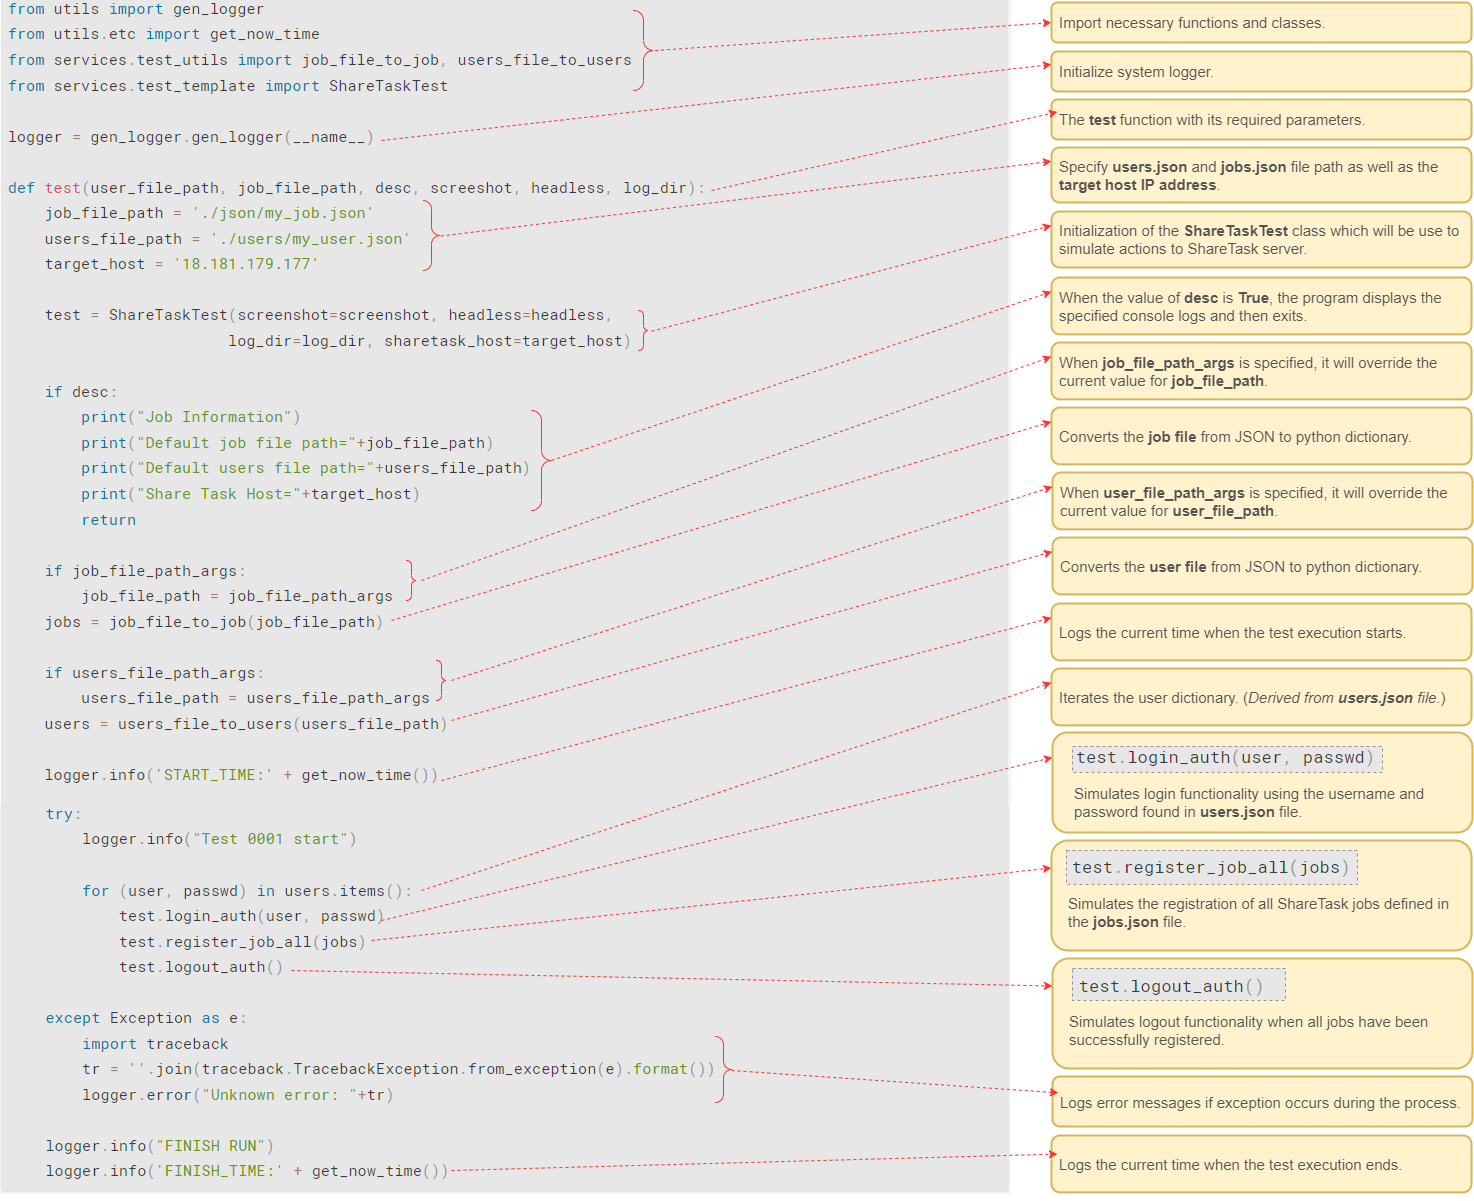 from utils import gen_logger
from utils.etc import get_now_time
from services.test_utils import job_file_to_job, users_file_to_users
from services.test_template import ShareTaskTest
logger = gen_logger.gen_logger(__name__)
def test(user_file_path, job_file_path, desc, screeshot, headless, log_dir):
job_file_path = './json/my_job.json'
users_file_path = './users/my_user.json'
target_host = '18.181.179.177'
test = ShareTaskTest(screenshot=screenshot, headless=headless,
log_dir=log_dir, sharetask_host=target_host)
if desc:
print("Job Information")
print("Default job file path="+job_file_path)
print("Default users file path="+users_file_path)
print("Share Task Host="+target_host)
return
if job_file_path_args:
job_file_path = job_file_path_args
jobs = job_file_to_job(job_file_path)
if users_file_path_args:
users_file_path = users_file_path_args
users = users_file_to_users(users_file_path)
logger.info('START_TIME:' + get_now_time())
try:
logger.info("Test 0001 start")
for (user, passwd) in users.items():
test.login_auth(user, passwd)
test.register_job_all(jobs)
test.logout_auth()
except Exception as e:
import traceback
tr = ''.join(traceback.TracebackException.from_exception(e).format())
logger.error("Unknown error: "+tr)
logger.info("FINISH RUN")
logger.info('FINISH_TIME:' + get_now_time())
Import necessary functions and classes.
Initialize system logger.
The test function with its required parameters.
Specify users.json and jobs.json file path as well as the
target host IP address.
Initialization of the ShareTaskTest class which will be use to
simulate actions to ShareTask server.
When the value of desc is True, the program displays the
specified console logs and then exits.
When job_file_path_args is specified, it will override the
current value for job_file_path.
Converts the job file from JSON to python dictionary.
When user_file_path_args is specified, it will override the
current value for user_file_path.
Converts the user file from JSON to python dictionary.
Logs the current time when the test execution starts.
Iterates the user dictionary. (Derived from users.json file.)
test.login_auth(user, passwd)
Simulates login functionality using the username and
password found in users.json file.
test.register_job_all(jobs)
Simulates the registration of all ShareTask jobs defined in
the jobs.json file.
test.logout_auth()
Simulates logout functionality when all jobs have been
successfully registered.
Logs error messages if exception occurs during the process.
Logs the current time when the test execution ends.